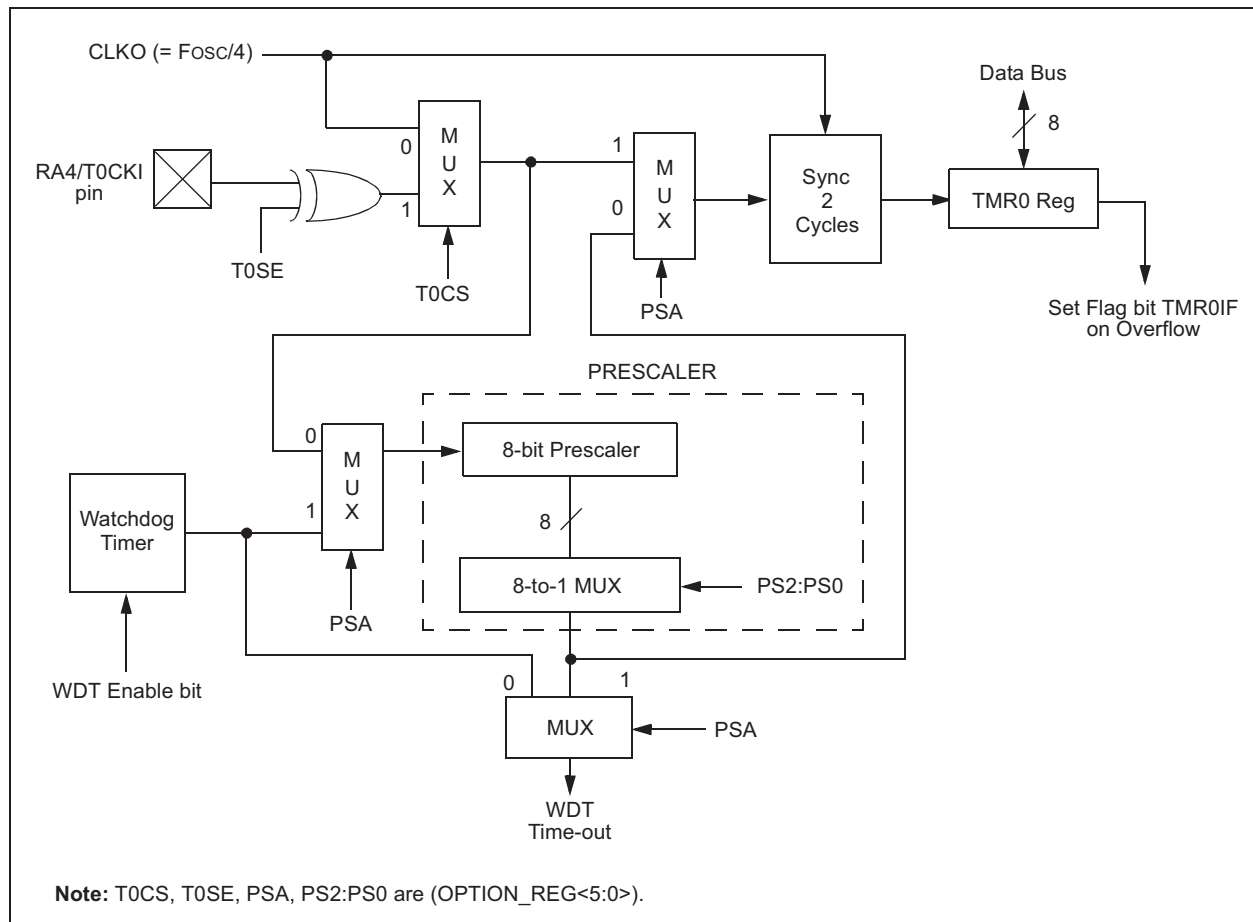 CLKO (= FOSC/4)
Data Bus
8
M
U
X
0
1
RA4/T0CKI
pin
T0SE
T0CS
1
0
M
U
X
PSA
Sync
2
Cycles
TMR0 Reg
Set Flag bit TMR0IF
on Overflow
PRESCALER
0
1
M
U
X
PSA
8-bit Prescaler
8
8-to-1 MUX
PS2:PS0
Watchdog
Timer
WDT Enable bit
0
1
MUX
PSA
WDT
Time-out
Note: T0CS, T0SE, PSA, PS2:PS0 are (OPTION_REG<5:0>).